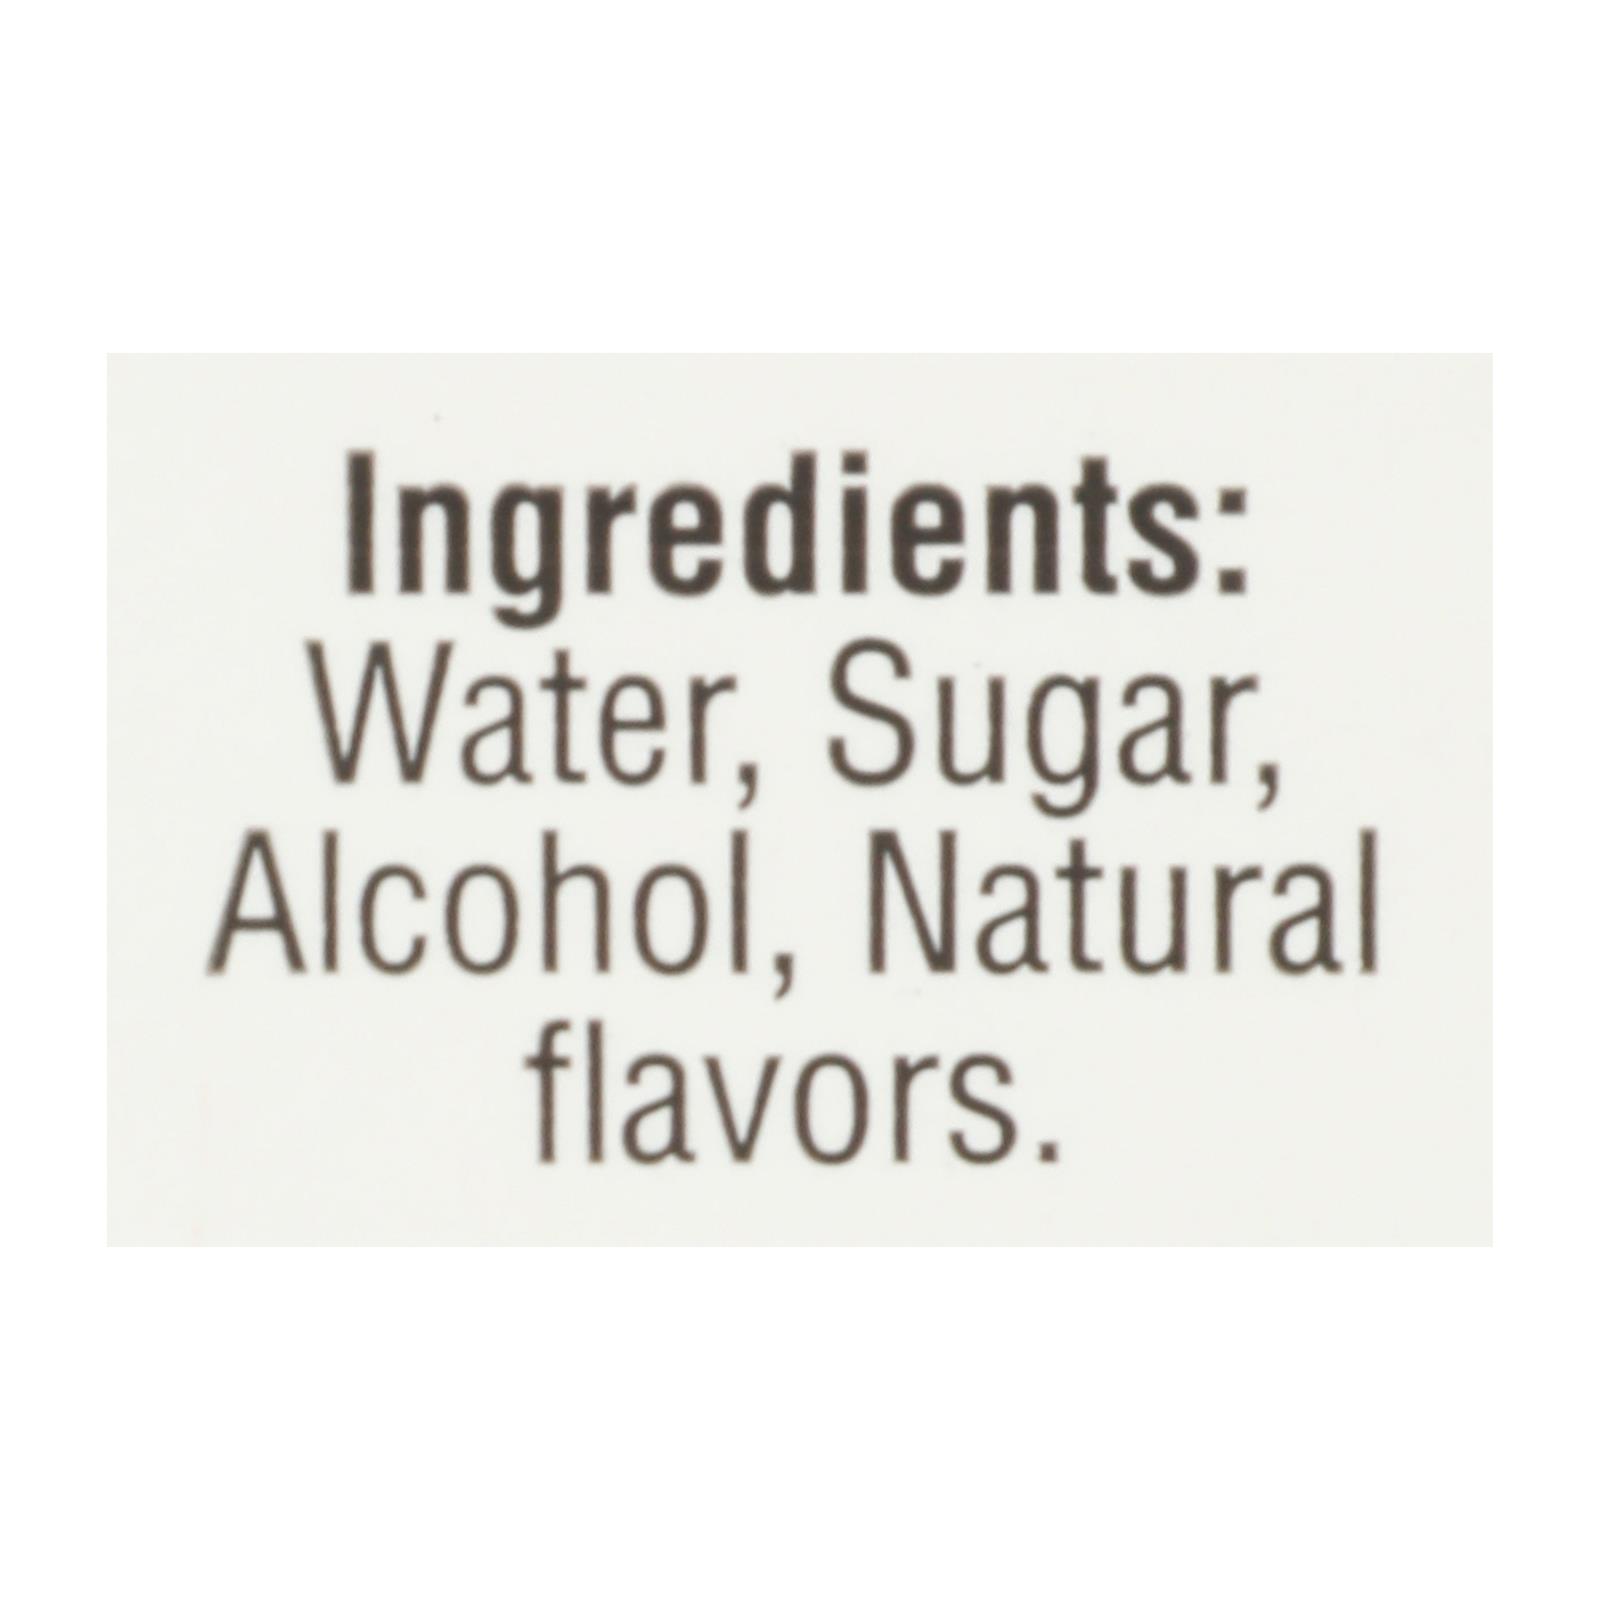 Ingredients:
Water, Sugar,
Alcohol, Natural
flavors.